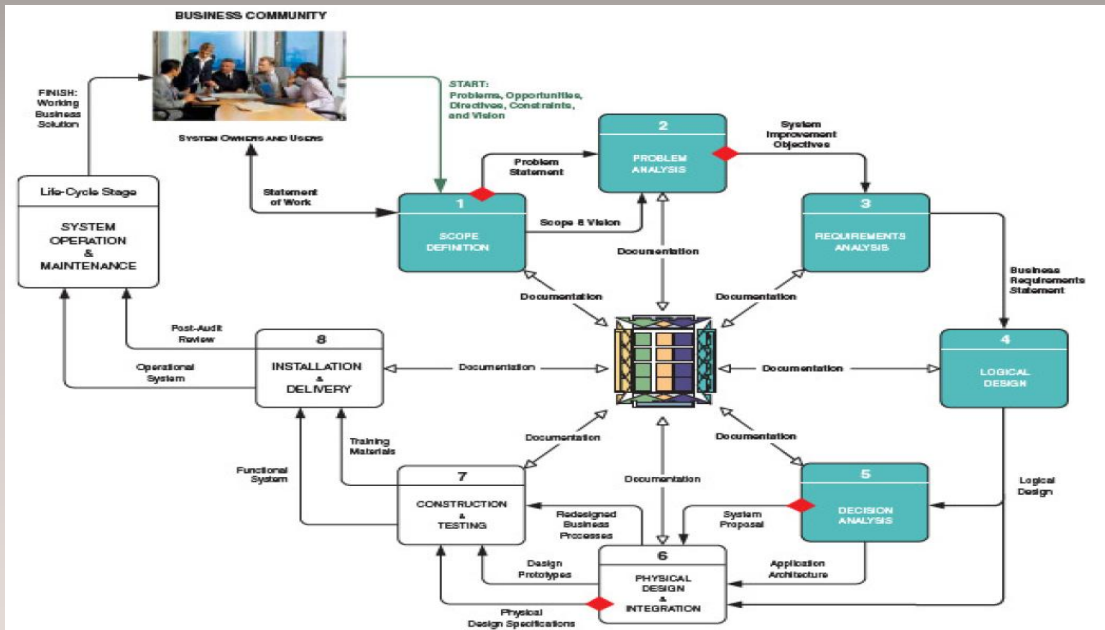 BUSINESS COMMUNITY
FINISH:
Working
Business
Solution
START:
Problems, Opportunities,
Directives, Constraints,
and Vision
SYSTEM OWNERS AND USERS
Statement
of Work
Problem
Statement
2
PROBLEM
ANALYSIS
System
Improvement
Objectives
Life-Cycle Stage
SYSTEM
OPERATION
&
MAINTENANCE
1
SCOPE
DEFINITION
Scope & Vision
3
REQUIREMENTS
ANALYSIS
Documentation
Documentation
Documentation
Business
Requirements
Statement
Post-Audit
Review
Operational
System
8
INSTALLATION
&
DELIVERY
Documentation
Documentation
4
LOGICAL
DESIGN
Training
Materials
Functional
System
Documentation
Documentation
Documentation
7
CONSTRUCTION
&
TESTING
Redesigned
Business
Processes
System
Proposal
5
DECISION
ANALYSIS
Logical
Design
Design
Prototypes
6
PHYSICAL
DESIGN
&
INTEGRATION
Application
Architecture
Physical
Design Specifications